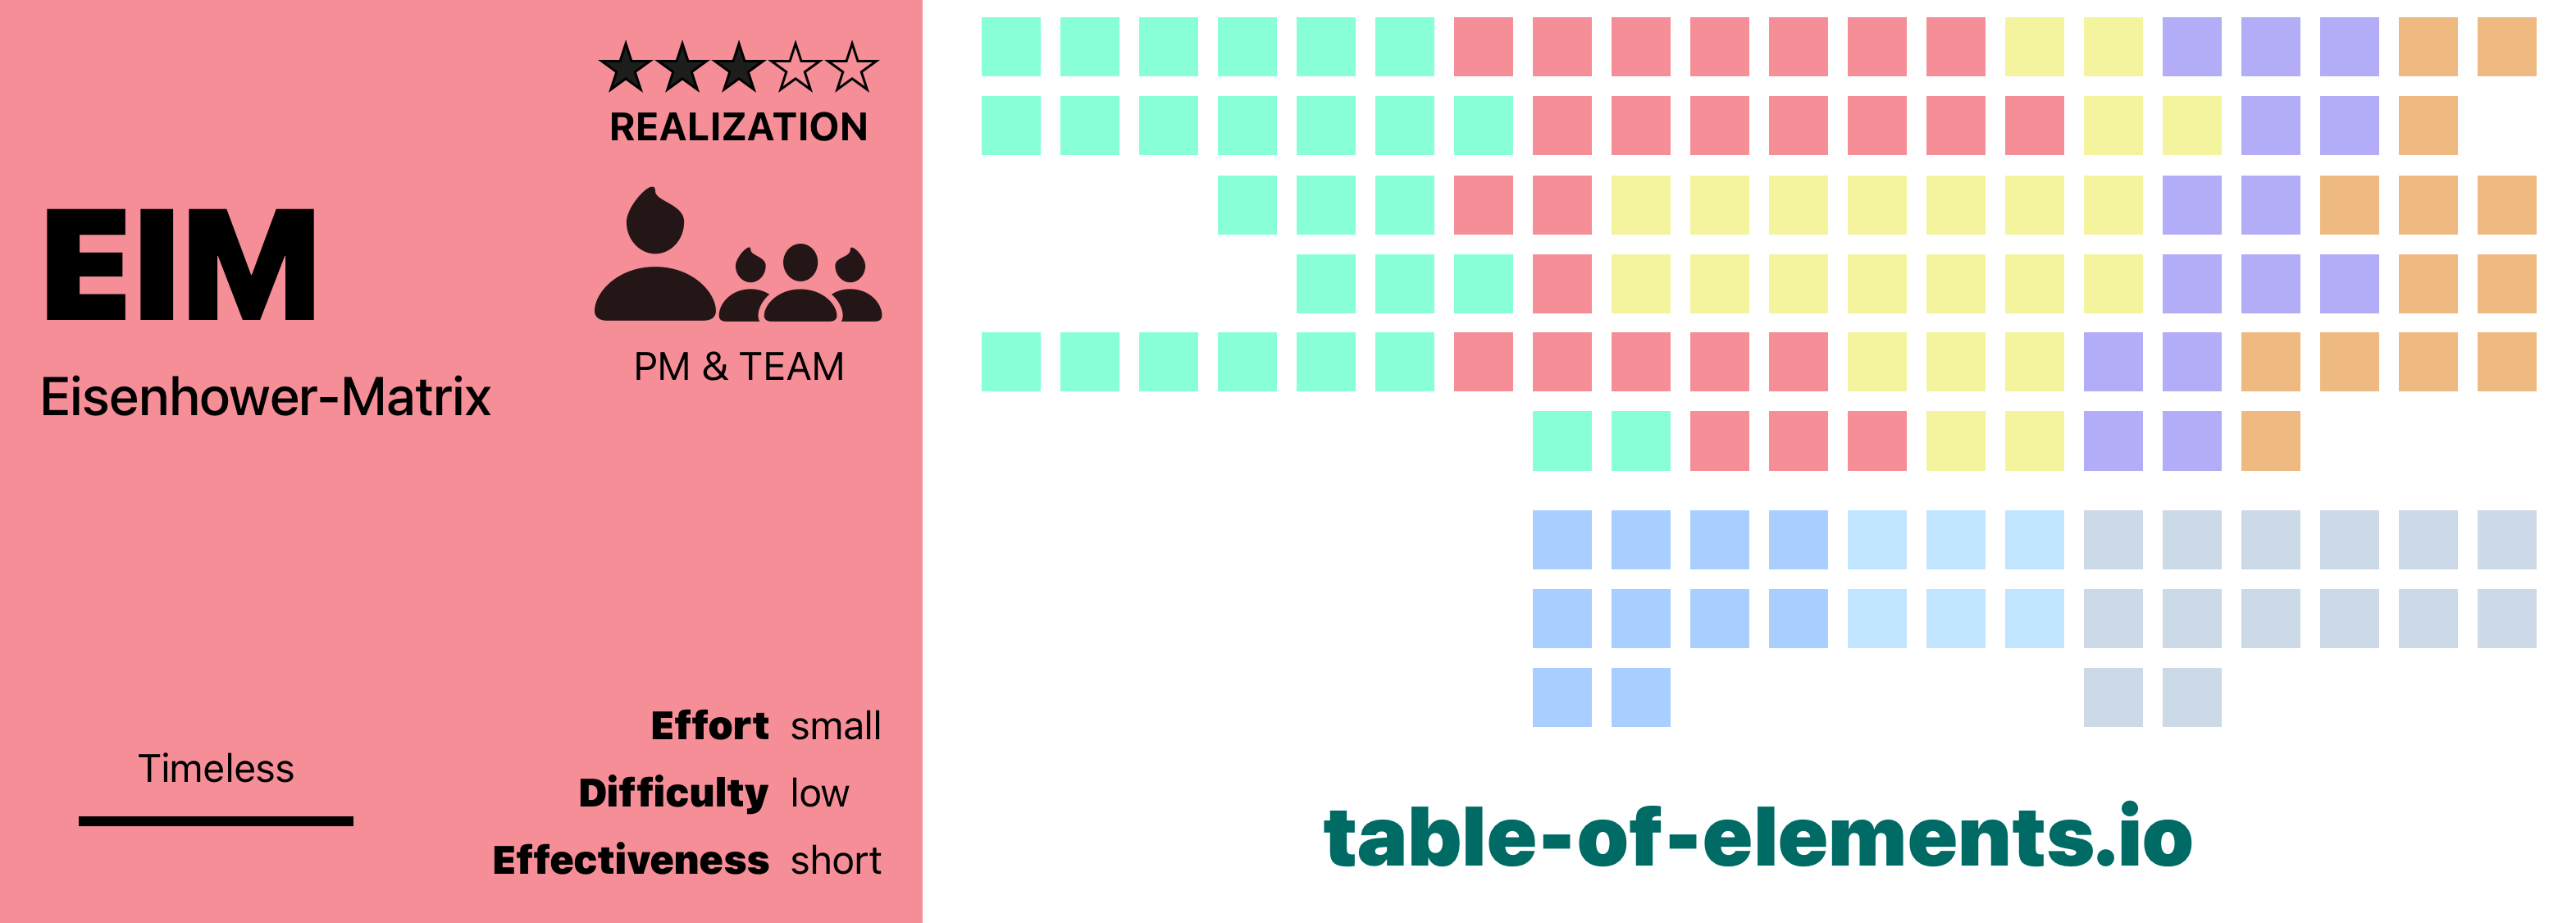 REALIZATION
EIM
Eisenhower-Matrix
PM & TEAM
Timeless
Effort small
Difficulty low
Effectiveness short
table-of-elements.io